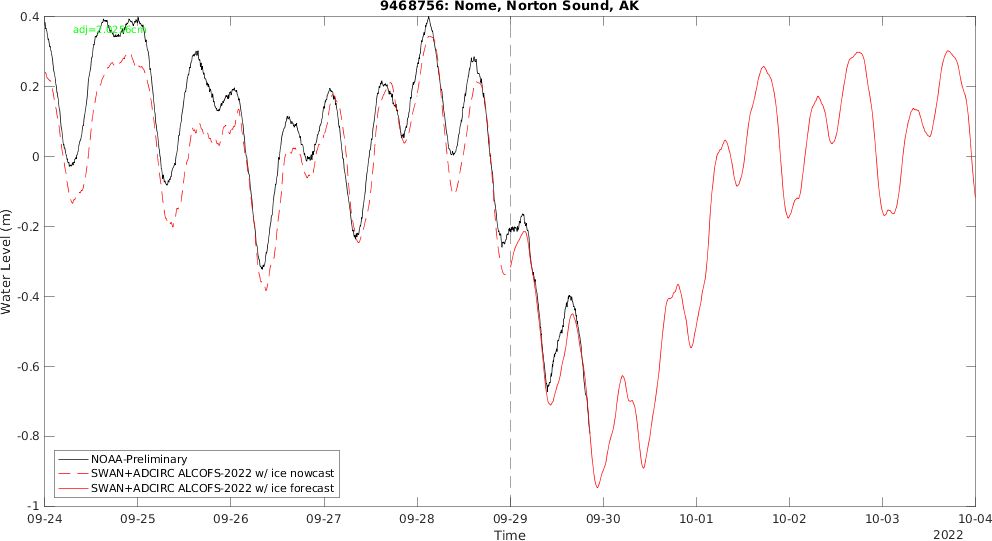 9468756: Nome, Norton Sound, AK
adj=2.0256cm
0.4
0.2
0
-0.2
-0.4
-0.6
-0.8
-1
Water Level (m)
NOAA-Preliminary
SWAN+ADCIRC ALCOFS-2022 w/ ice nowcast
SWAN+ADCIRC ALCOFS-2022 w/ ice forecast
09-24 09-25 09-26 09-27 09-28 09-29 09-30 10-01 10-02 10-03 10-04
Time
2022